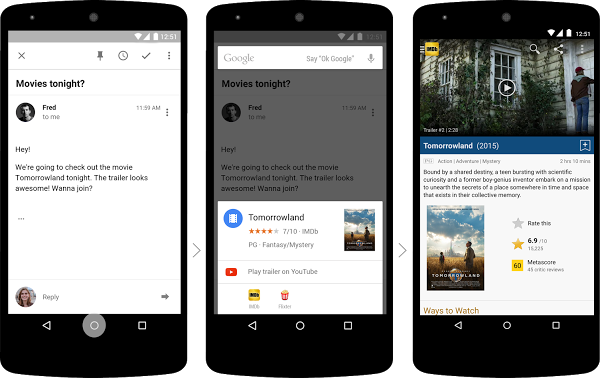 12:51
Movies tonight?
Fred
to me
11:59 AM
Hey!
We're going to check out the movie
Tomorrowland tonight. The trailer looks
awesome! Wanna join?
...
Reply
12:51
Google
Say "Ok Google"
Movies tonight?
Fred
to me
11:59 AM
Hey!
We're going to check out the movie
Tomorrowland tonight. The trailer looks
awesome! Wanna join?
Tomorrowland
7/10 · IMDb
PG · Fantasy/Mystery
TOMORROWLAND
Play trailer on YouTube
IMDb
IMDb
Flixter
12:51
IMDb
Trailer #2 | 2:28
Tomorrowland (2015)
PG Action | Adventure | Mystery
2 hr 10 mins
Bound by a shared destiny, a teen bursting with scientific
curiosity and a former boy-genius inventor embark on a mission
to unearth the secrets of a place somewhere in time and space
that exists in their collective memory.
TOMORROWLAND
Rate this
6.9 /10
15,225
60
Metascore
45 critic reviews
Ways to Watch